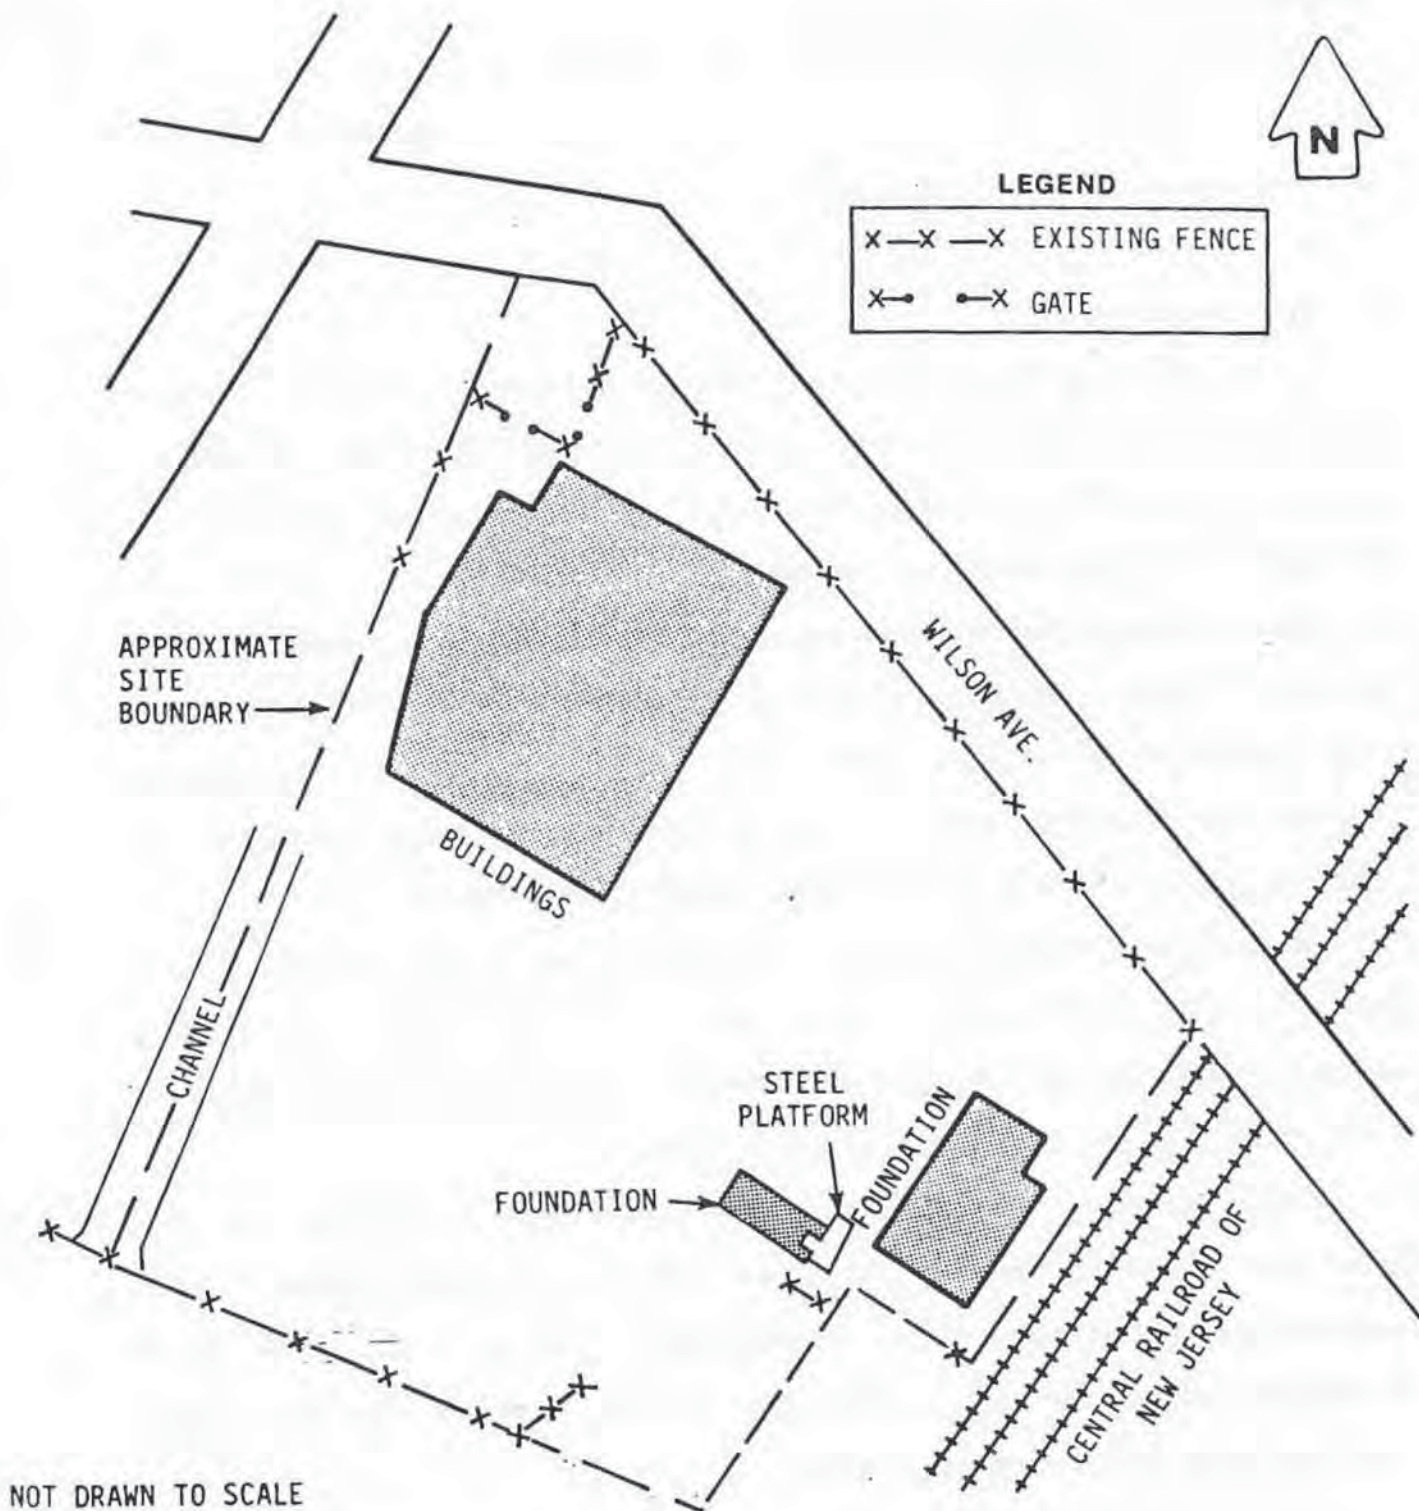 N
LEGEND
X—X —X EXISTING FENCE
X—• •—X GATE
APPROXIMATE
SITE
BOUNDARY
WILSON AVE.
BUILDINGS
CHANNEL
STEEL
PLATFORM
FOUNDATION
FOUNDATION
CENTRAL RAILROAD OF
NEW JERSEY
NOT DRAWN TO SCALE